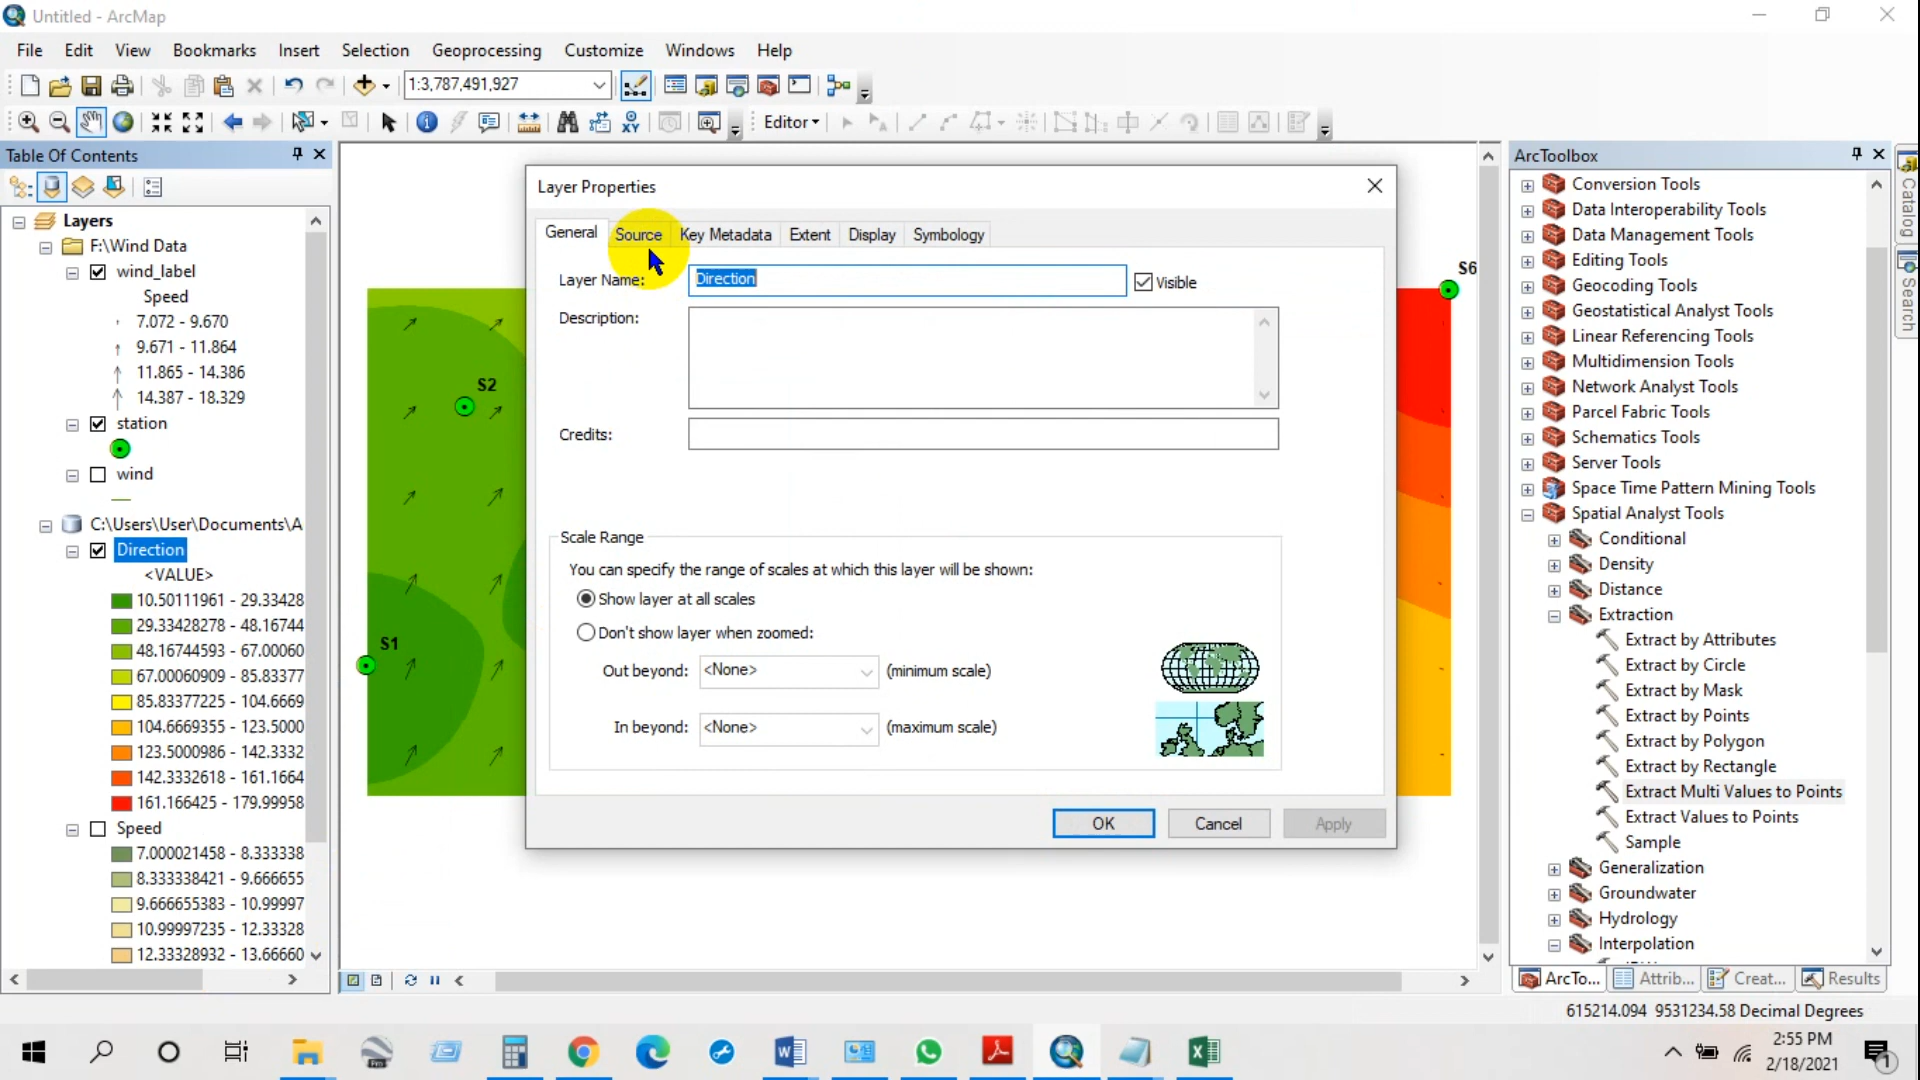 Untitled - ArcMap
File Edit View Bookmarks Insert Selection Geoprocessing Customize Windows Help
1:3,787,491,927
Editor
Table Of Contents
Layers
F:\Wind Data
wind_label
Speed
7.072 - 9.670
9.671 - 11.864
11.865 - 14.386
14.387 - 18.329
station
wind
C:\Users\User\Documents\A
Direction
<VALUE>
10.50111961 - 29.33428
29.33428278 - 48.16744
48.16744593 - 67.00060
67.00060909 - 85.83377
85.83377225 - 104.6669
104.6669355 - 123.5000
123.5000986 - 142.3332
142.3332618 - 161.1664
161.166425 - 179.99958
Speed
7.000021458 - 8.333338
8.333338421 - 9.666655
9.666655383 - 10.99997
10.99997235 - 12.33328
12.33328932 - 13.66660
S2
S1
S6
Layer Properties
General Source Key Metadata Extent Display Symbology
Layer Name: Direction Visible
Description:
Credits:
Scale Range
You can specify the range of scales at which this layer will be shown:
Show layer at all scales
Don't show layer when zoomed:
Out beyond: <None> (minimum scale)
In beyond: <None> (maximum scale)
OK Cancel Apply
ArcToolbox
Conversion Tools
Data Interoperability Tools
Data Management Tools
Editing Tools
Geocoding Tools
Geostatistical Analyst Tools
Linear Referencing Tools
Multidimension Tools
Network Analyst Tools
Parcel Fabric Tools
Schematics Tools
Server Tools
Space Time Pattern Mining Tools
Spatial Analyst Tools
Conditional
Density
Distance
Extraction
Extract by Attributes
Extract by Circle
Extract by Mask
Extract by Points
Extract by Polygon
Extract by Rectangle
Extract Multi Values to Points
Extract Values to Points
Sample
Generalization
Groundwater
Hydrology
Interpolation
ArcTo... Attrib... Creat... Results
Catalog
Search
615214.094 9531234.58 Decimal Degrees
2:55 PM
2/18/2021
1